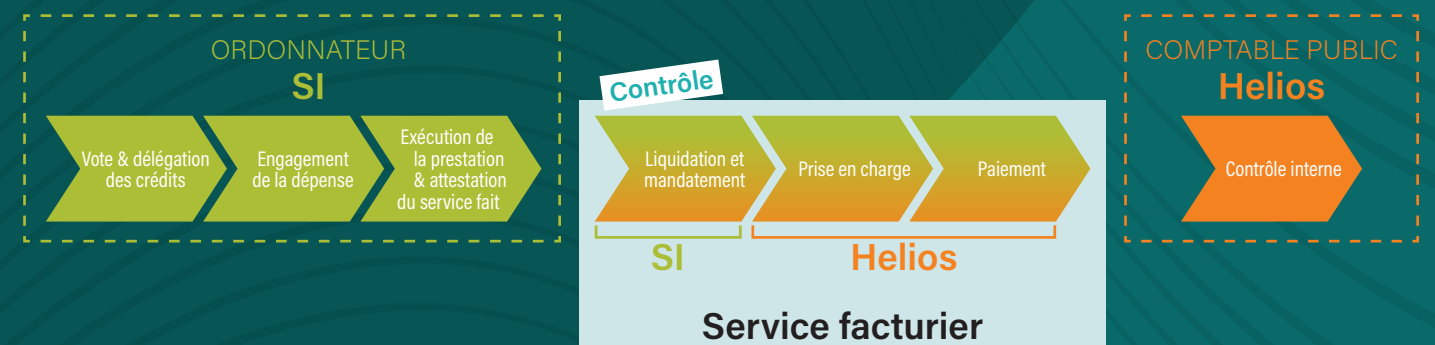 ORDONNATEUR
SI
Vote & délégation
des crédits
Engagement
de la dépense
Exécution de
la prestation
& attestation
du service fait
Contrôle
Liquidation et
mandatement
Prise en charge
Paiement
SI
Helios
Service facturier
COMPTABLE PUBLIC
Helios
Contrôle interne